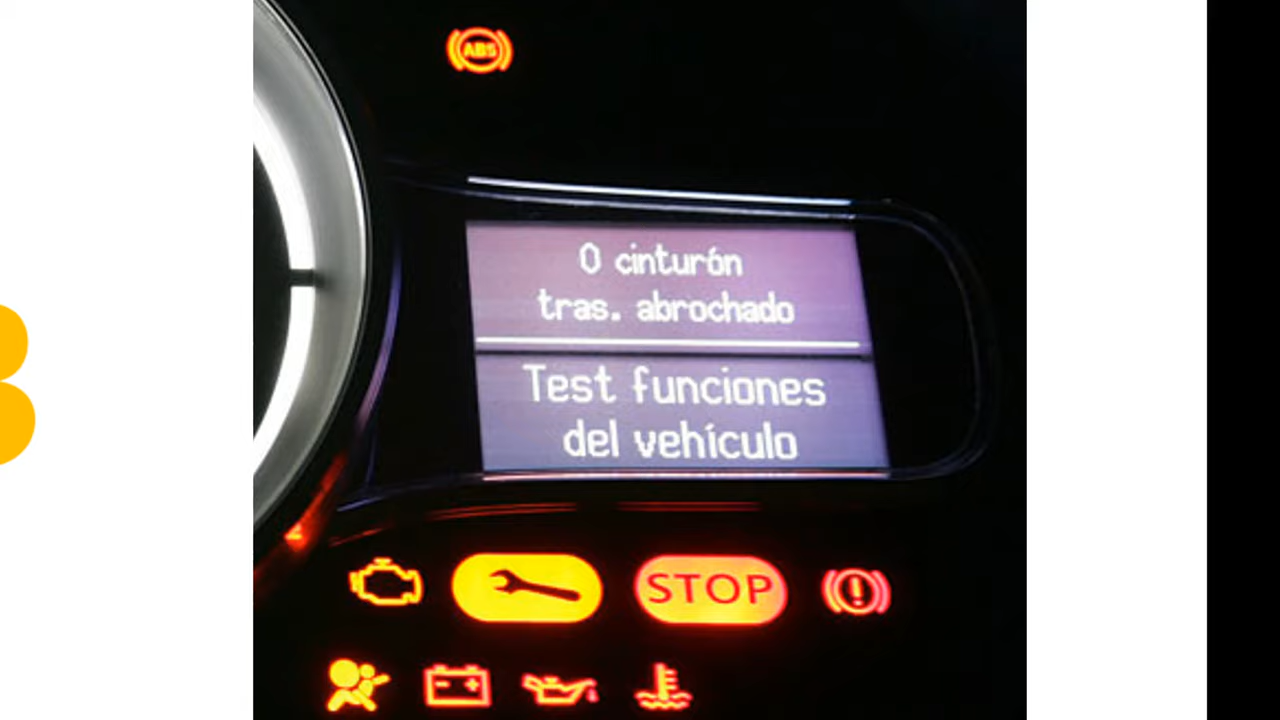 ABS
0 cinturón
tras. abrochado
Test funciones
del vehículo
STOP